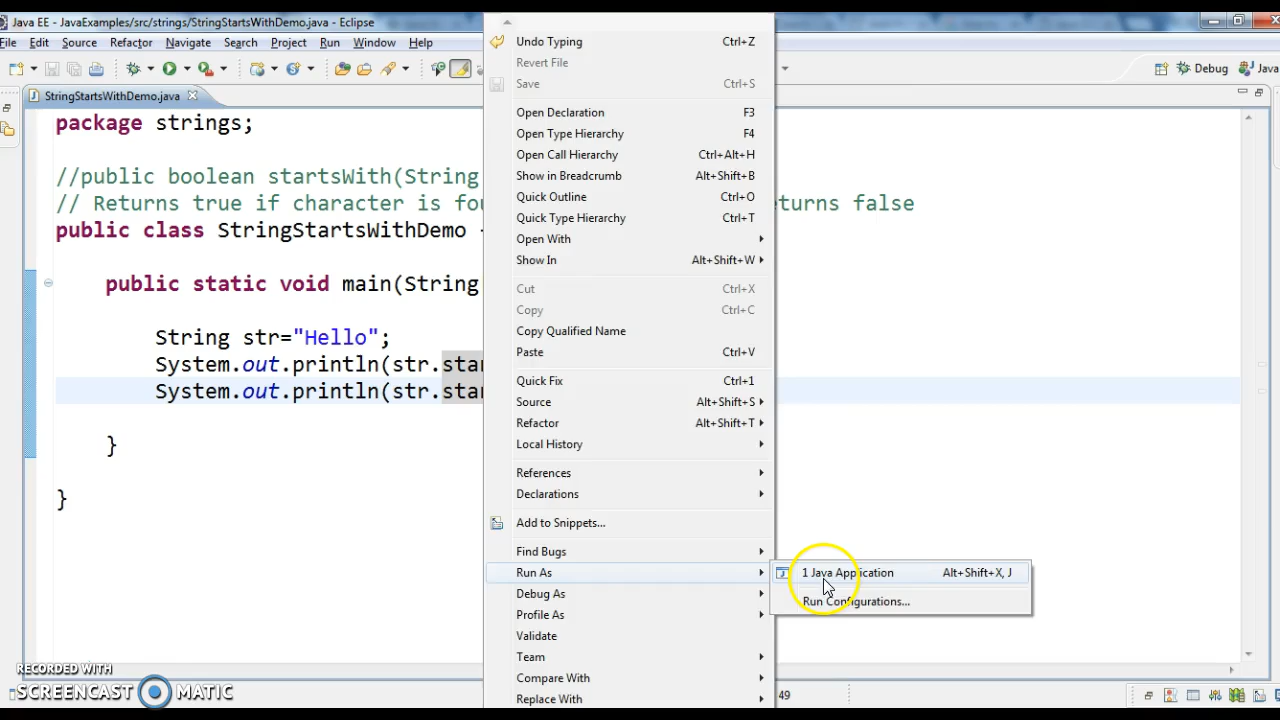 Java EE - JavaExamples/src/strings/StringStartsWithDemo.java - Eclipse
File Edit Source Refactor Navigate Search Project Run Window Help
Debug Java
StringStartsWithDemo.java
package strings;
//public boolean startsWith(String
// Returns true if character is fou
turns false
public class StringStartsWithDemo
public static void main(String
String str="Hello";
System.out.println(str.star
System.out.println(str.star
}
}
Undo Typing Ctrl+Z
Revert File
Save Ctrl+S
Open Declaration F3
Open Type Hierarchy F4
Open Call Hierarchy Ctrl+Alt+H
Show in Breadcrumb Alt+Shift+B
Quick Outline Ctrl+O
Quick Type Hierarchy Ctrl+T
Open With
Show In Alt+Shift+W
Cut Ctrl+X
Copy Ctrl+C
Copy Qualified Name
Paste Ctrl+V
Quick Fix Ctrl+1
Source Alt+Shift+S
Refactor Alt+Shift+T
Local History
References
Declarations
Add to Snippets...
Find Bugs
Run As
Debug As
Profile As
Validate
Team
Compare With
Replace With
1 Java Application Alt+Shift+X, J
Run Configurations...
49
RECORDED WITH
SCREENCAST MATIC